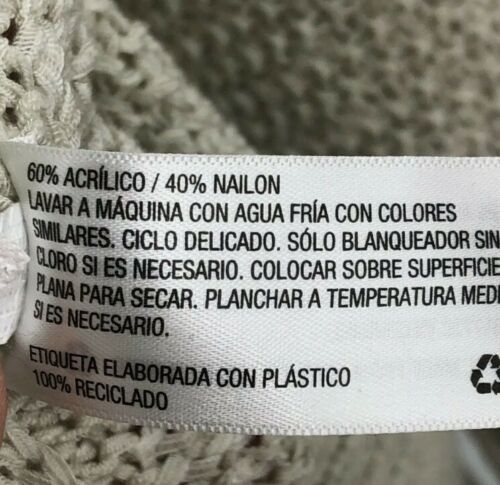 60% ACRÍLICO / 40% NAILON
LAVAR A MÁQUINA CON AGUA FRÍA CON COLORES
SIMILARES. CICLO DELICADO. SÓLO BLANQUEADOR SIN
CLORO SI ES NECESARIO. COLOCAR SOBRE SUPERFICIE
PLANA PARA SECAR. PLANCHAR A TEMPERATURA MEDI
SI ES NECESARIO.
ETIQUETA ELABORADA CON PLÁSTICO
100% RECICLADO